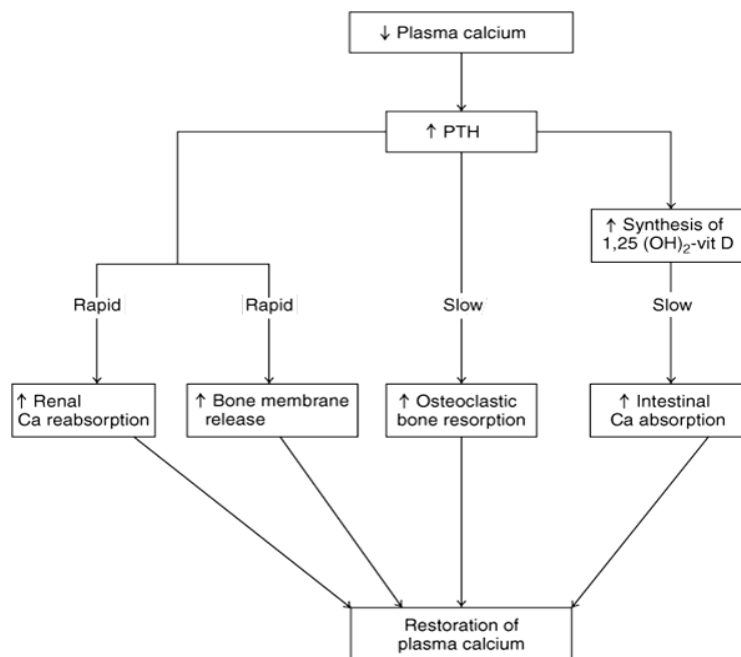 ↓ Plasma calcium
↑ PTH
↑ Synthesis of
1,25 (OH)₂-vit D
Rapid
Rapid
Slow
Slow
↑ Renal
Ca reabsorption
↑ Bone membrane
release
↑ Osteoclastic
bone resorption
↑ Intestinal
Ca absorption
Restoration of
plasma calcium